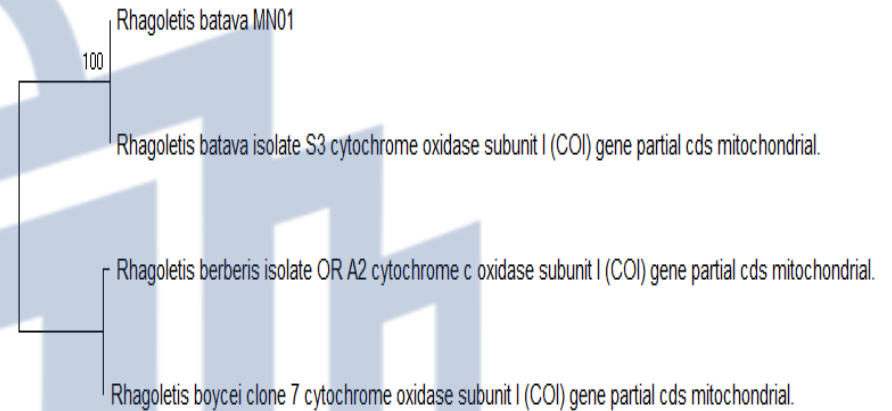 Rhagoletis batava MN01
100
Rhagoletis batava isolate S3 cytochrome oxidase subunit I (COI) gene partial cds mitochondrial.
Rhagoletis berberis isolate OR A2 cytochrome c oxidase subunit I (COI) gene partial cds mitochondrial.
Rhagoletis boycei clone 7 cytochrome oxidase subunit I (COI) gene partial cds mitochondrial.